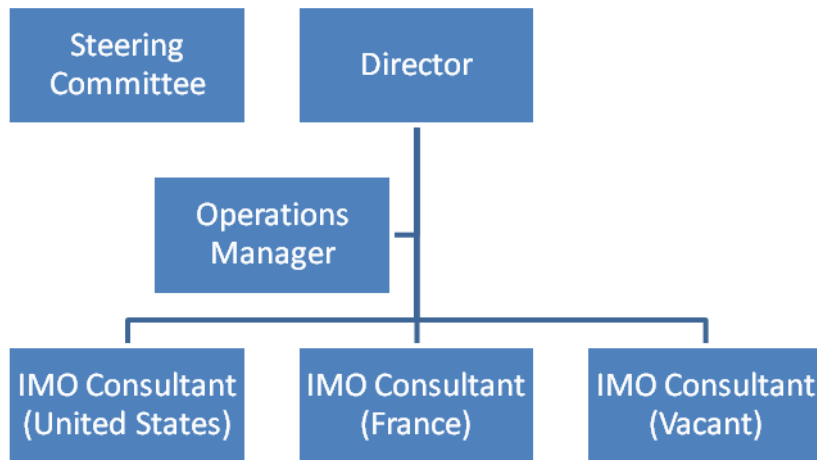 Steering
Committee
Director
Operations
Manager
IMO Consultant
(United States)
IMO Consultant
(France)
IMO Consultant
(Vacant)